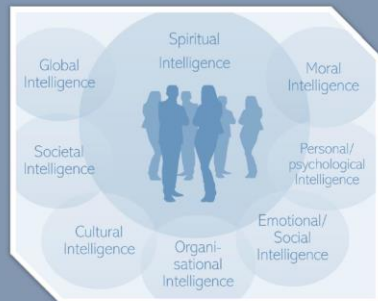 Spiritual
Intelligence
Global
Intelligence
Moral
Intelligence
Societal
Intelligence
Personal/
psychological
Intelligence
Cultural
Intelligence
Organi-
sational
Intelligence
Emotional/
Social
Intelligence